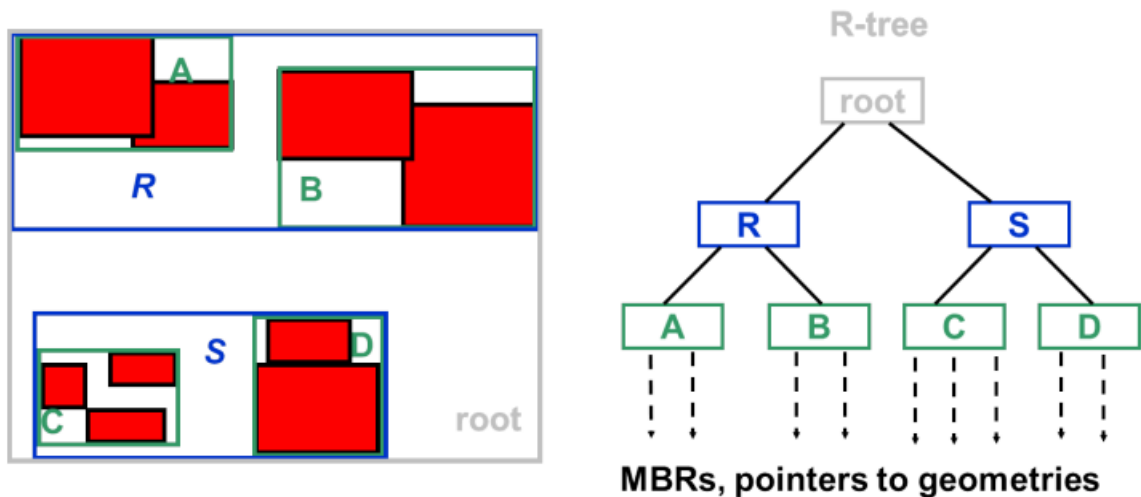 A
R
B
S
D
C
root
R-tree
root
R
S
A
B
C
D
MBRs, pointers to geometries